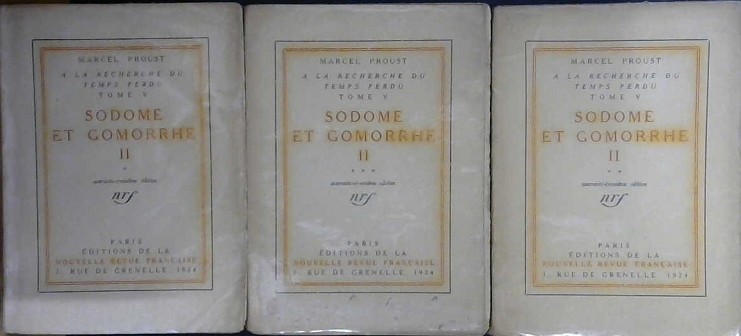 MARCEL PROUST
A LA RECHERCHE DU
TEMPS PERDU
TOME V
SODOME
ET GOMORRHE
II
*
nrf
PARIS
ÉDITIONS DE LA
NOUVELLE REVUE FRANÇAISE
3, RUE DE GRENELLE, 1924
MARCEL PROUST
A LA RECHERCHE DU
TEMPS PERDU
TOME V
SODOME
ET GOMORRHE
II
* * *
nrf
PARIS
ÉDITIONS DE LA
NOUVELLE REVUE FRANÇAISE
3, RUE DE GRENELLE, 1924
MARCEL PROUST
A LA RECHERCHE DU
TEMPS PERDU
TOME V
SODOME
ET GOMORRHE
II
* *
nrf
PARIS
ÉDITIONS DE LA
NOUVELLE REVUE FRANÇAISE
3, RUE DE GRENELLE, 1924